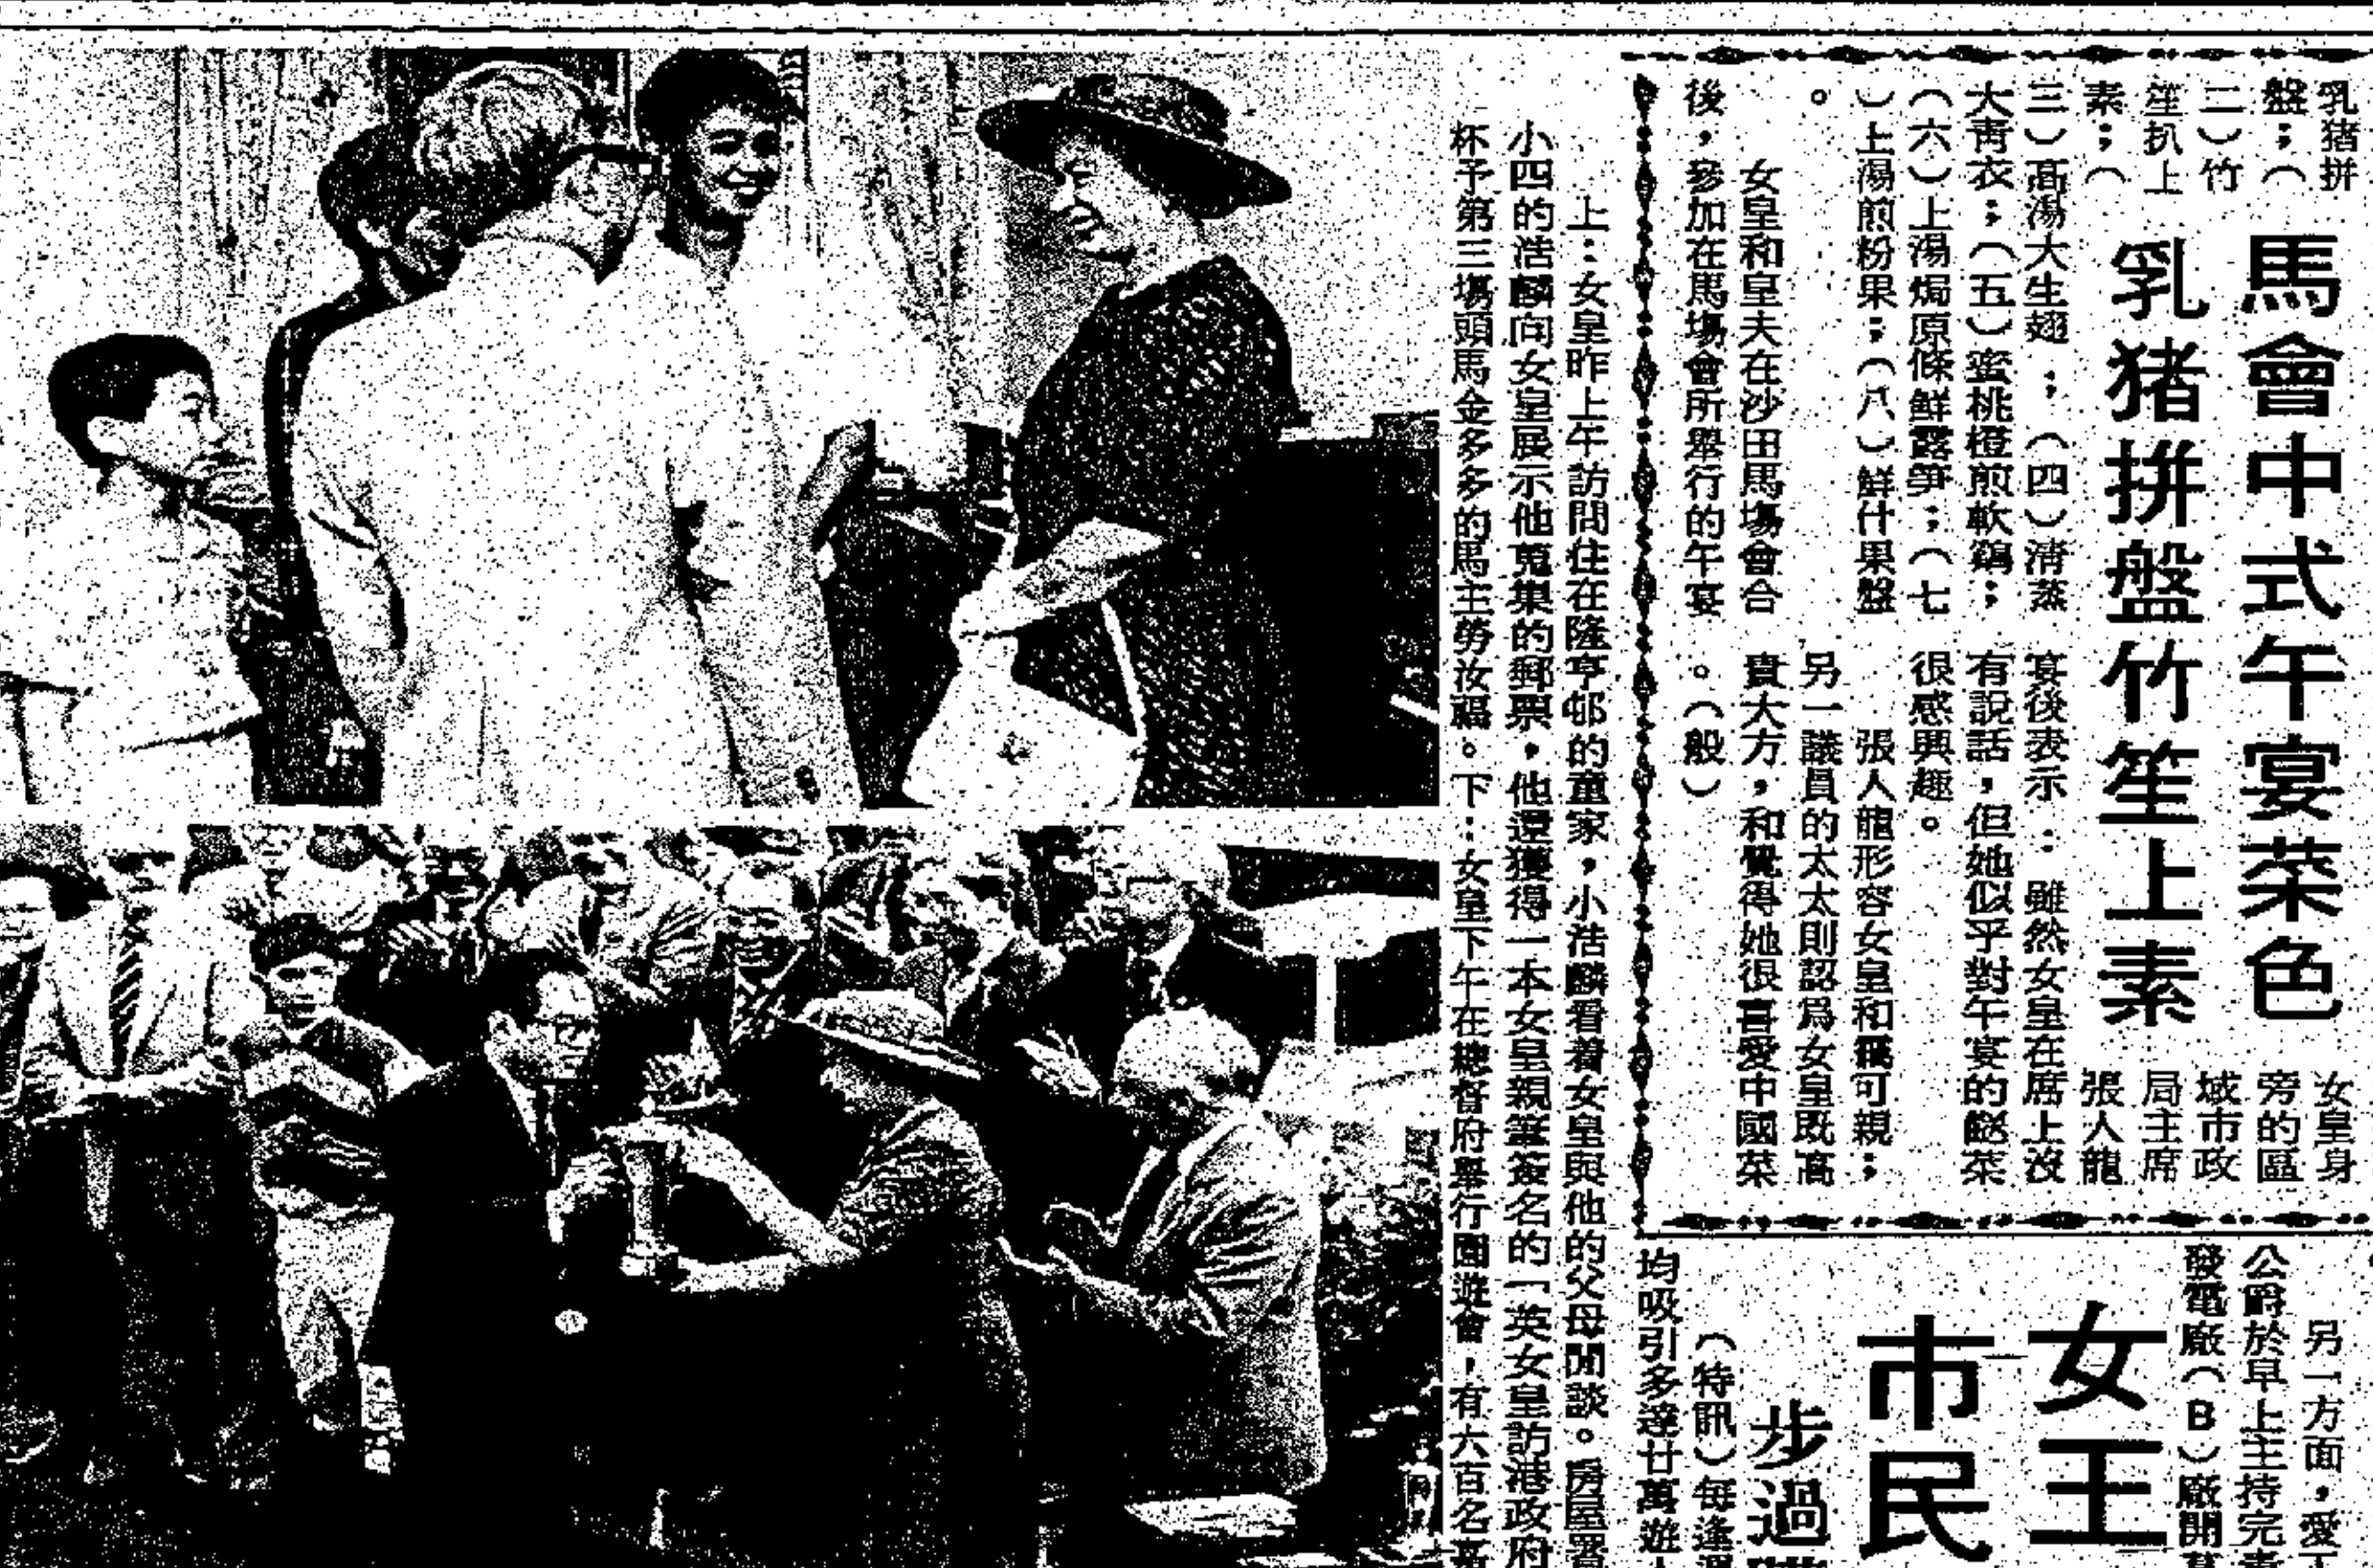 馬會中式午宴菜色
乳猪拼盤竹笙上素
乳猪拼
盤；（
二）竹
笙扒上
素；（
三）高湯大生翅；（四）清蒸
大靑衣；（五）蜜桃橙煎軟鷄；
（六）上湯焗原條鮮露笋；（七
）上湯煎粉果；（八）鮮什果盤
。
女皇和皇夫在沙田馬塲會合
後，參加在馬塲會所舉行的午宴
女皇身
旁的區
域市政
局主席
張人龍
宴後表示：雖然女皇在席上沒
有說話，但她似乎對午宴的餸菜
很感興趣。
張人龍形容女皇和藹可親；
另一議員的太太則認爲女皇既高
貴大方，和覺得她很喜愛中國菜
。（般）
上：女皇昨上午訪問住在隆亨邨的童家，小浩麟看着女皇與他的父母閒談。房屋署
小四的浩麟向女皇展示他蒐集的郵票，他還獲得一本女皇親筆簽名的「英女皇訪港政府
杯予第三塲頭馬金多多的馬主勞汝福。下：女皇下午在總督府舉行園遊會，有六百名
另一方面，愛
公爵於早上主持完
發電廠（B）廠開
女王
市民
步過
（特訊）每逢
均吸引多達廿萬遊